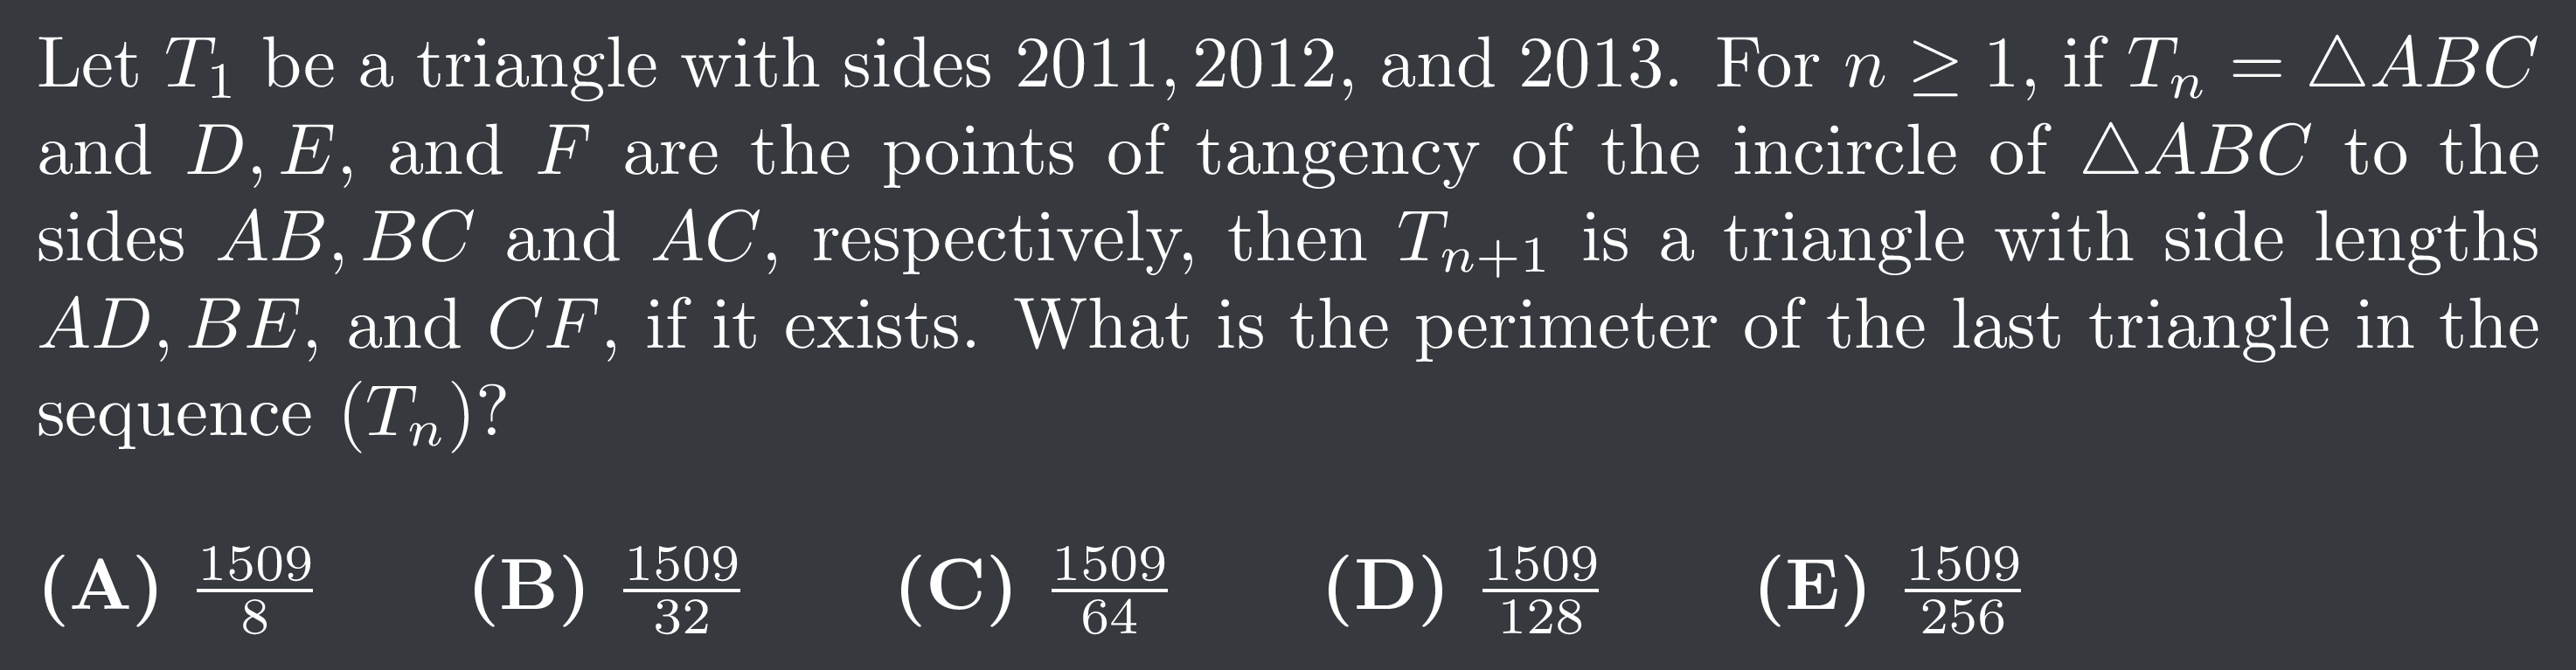 Let $T_1$ be a triangle with sides $2011, 2012,$ and $2013$. For $n \geq 1$, if $T_n = \triangle ABC$
and $D, E,$ and $F$ are the points of tangency of the incircle of $\triangle ABC$ to the
sides $AB, BC$ and $AC$, respectively, then $T_{n+1}$ is a triangle with side lengths
$AD, BE,$ and $CF$, if it exists. What is the perimeter of the last triangle in the
sequence $(T_n)$?
(A) $\frac{1509}{8}$ (B) $\frac{1509}{32}$ (C) $\frac{1509}{64}$ (D) $\frac{1509}{128}$ (E) $\frac{1509}{256}$